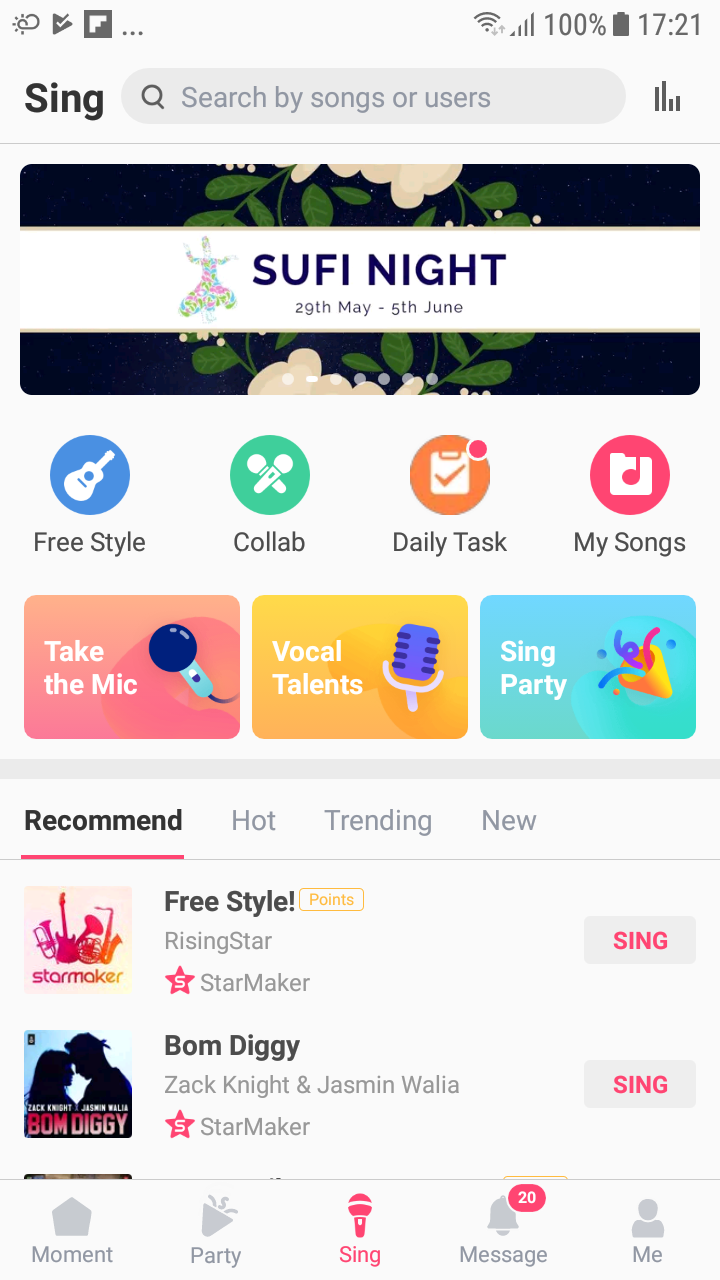 ... 100% 17:21
Sing Search by songs or users
SUFI NIGHT
29th May - 5th June
Free Style Collab Daily Task My Songs
Take
the Mic
Vocal
Talents
Sing
Party
Recommend Hot Trending New
Free Style! Points
RisingStar
StarMaker
SING
starmaker
Bom Diggy
Zack Knight & Jasmin Walia
StarMaker
SING
ZACK KNIGHT X JASMIN WALIA
BOM DIGGY
20
Moment Party Sing Message Me